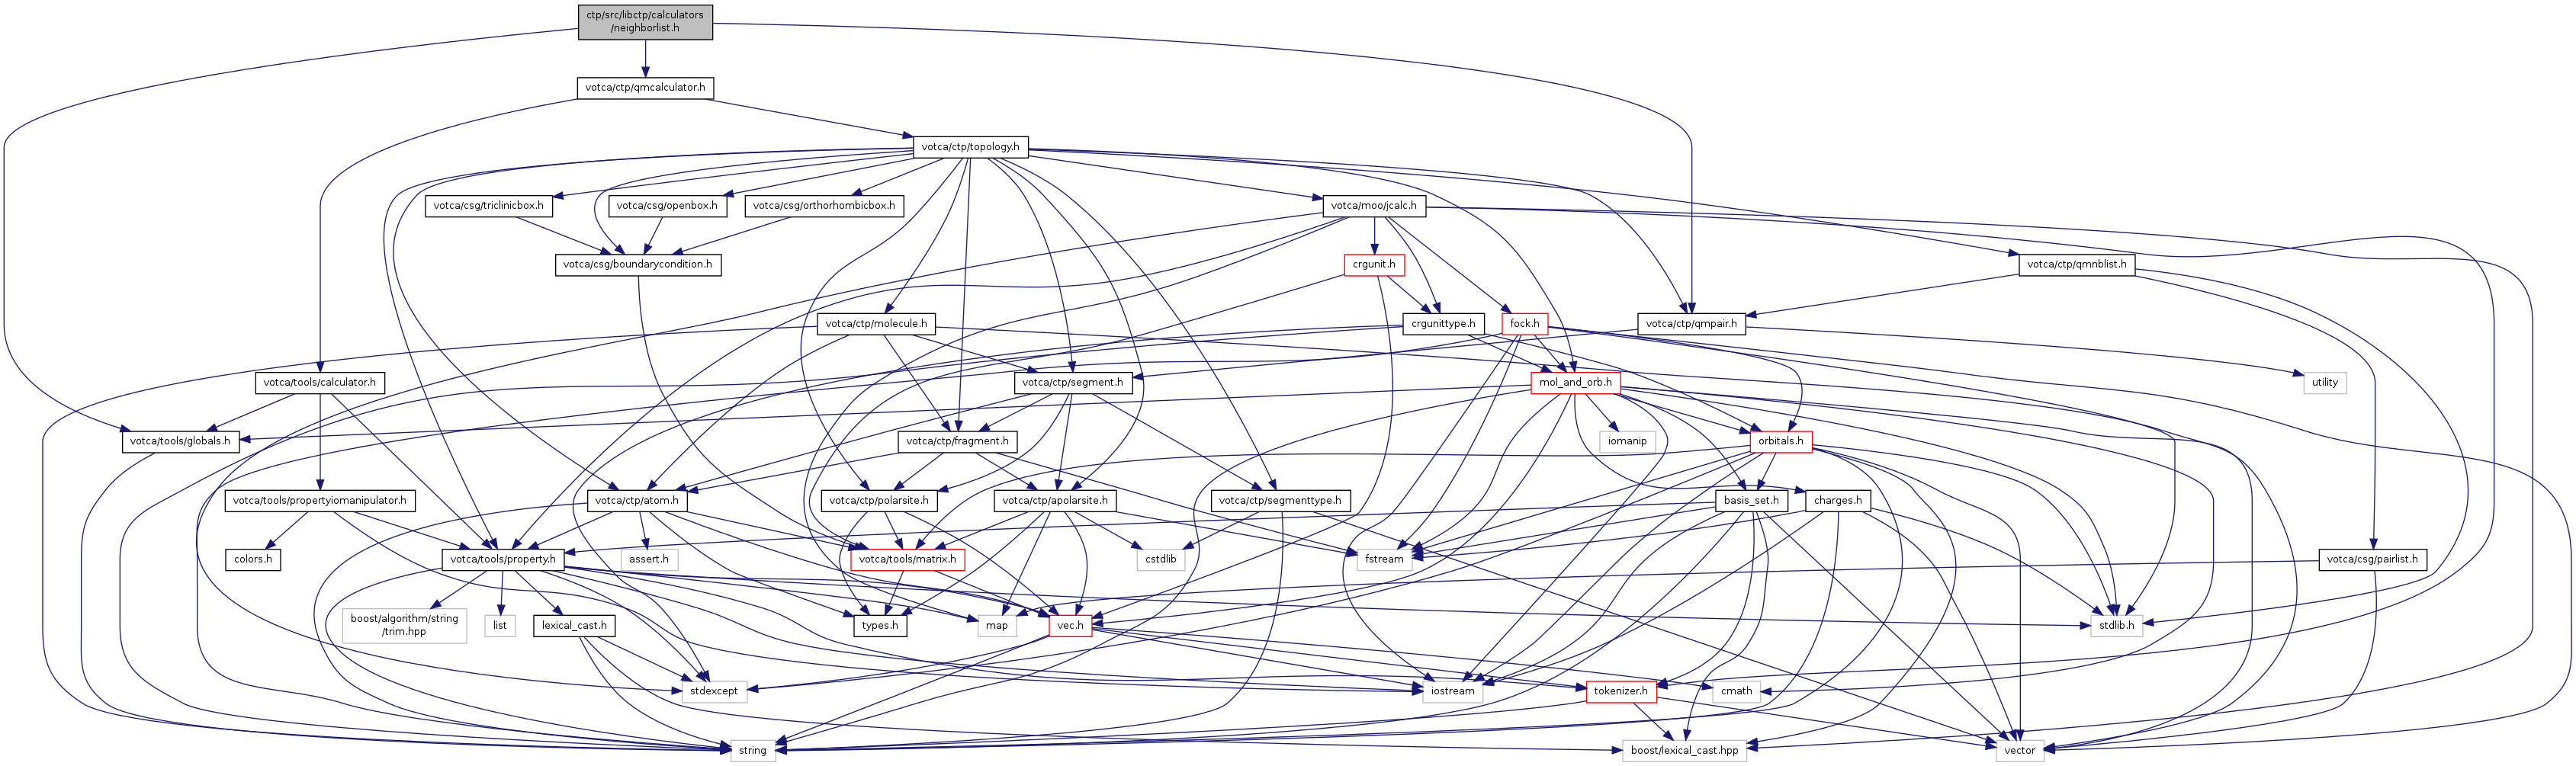 ctp/src/libctp/calculators
/neighborlist.h
votca/ctp/qmcalculator.h
votca/ctp/topology.h
votca/csg/triclinicbox.h
votca/csg/openbox.h
votca/csg/orthorhombicbox.h
votca/moo/jcalc.h
votca/csg/boundarycondition.h
crgunit.h
votca/ctp/qmnblist.h
votca/ctp/molecule.h
crgunittype.h
fock.h
votca/ctp/qmpair.h
votca/tools/calculator.h
votca/ctp/segment.h
mol_and_orb.h
utility
votca/tools/globals.h
votca/ctp/fragment.h
iomanip
orbitals.h
votca/tools/propertyiomanipulator.h
votca/ctp/atom.h
votca/ctp/polarsite.h
votca/ctp/apolarsite.h
votca/ctp/segmenttype.h
basis_set.h
charges.h
colors.h
votca/tools/property.h
assert.h
votca/tools/matrix.h
cstdlib
fstream
votca/csg/pairlist.h
boost/algorithm/string
/trim.hpp
list
lexical_cast.h
types.h
map
vec.h
stdlib.h
stdexcept
iostream
tokenizer.h
cmath
string
boost/lexical_cast.hpp
vector